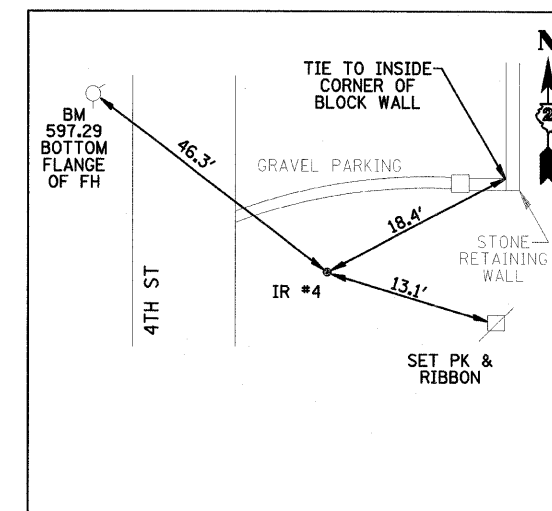 N
2
TIE TO INSIDE
CORNER OF
BLOCK WALL
BM
597.29
BOTTOM
FLANGE
OF FH
46.3'
GRAVEL PARKING
18.4'
STONE
RETAINING
WALL
4TH ST
IR #4
13.1'
SET PK &
RIBBON